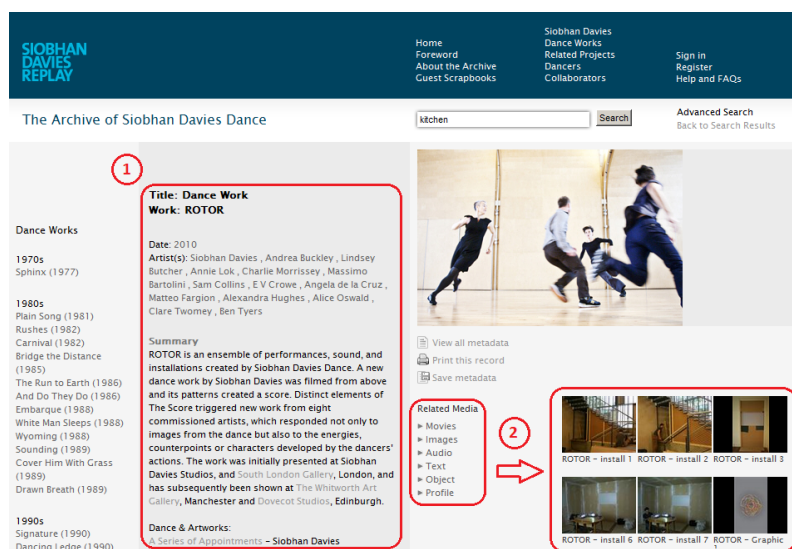 SIOBHAN
DAVIES
REPLAY
Home
Foreword
About the Archive
Guest Scrapbooks
Siobhan Davies
Dance Works
Related Projects
Dancers
Collaborators
Sign in
Register
Help and FAQs
The Archive of Siobhan Davies Dance
kitchen
Search
Advanced Search
Back to Search Results
Dance Works
1970s
Sphinx (1977)
1980s
Plain Song (1981)
Rushes (1982)
Carnival (1982)
Bridge the Distance
(1985)
The Run to Earth (1986)
And Do They Do (1986)
Embarque (1988)
White Man Sleeps (1988)
Wyoming (1988)
Sounding (1989)
Cover Him With Grass
(1989)
Drawn Breath (1989)
1990s
Signature (1990)
Dancing Ledge (1990)
1
Title: Dance Work
Work: ROTOR
Date: 2010
Artist(s): Siobhan Davies , Andrea Buckley , Lindsey
Butcher , Annie Lok , Charlie Morrissey , Massimo
Bartolini , Sam Collins , E V Crowe , Angela de la Cruz ,
Matteo Fargion , Alexandra Hughes , Alice Oswald ,
Clare Twomey , Ben Tyers
Summary
ROTOR is an ensemble of performances, sound, and
installations created by Siobhan Davies Dance. A new
dance work by Siobhan Davies was filmed from above
and its patterns created a score. Distinct elements of
The Score triggered new work from eight
commissioned artists, which responded not only to
images from the dance but also to the energies,
counterpoints or characters developed by the dancers'
actions. The work was initially presented at Siobhan
Davies Studios, and South London Gallery, London, and
has subsequently been shown at The Whitworth Art
Gallery, Manchester and Dovecot Studios, Edinburgh.
Dance & Artworks:
A Series of Appointments – Siobhan Davies
View all metadata
Print this record
Save metadata
Related Media
Movies
Images
Audio
Text
Object
Profile
2
ROTOR - install 1 ROTOR - install 2 ROTOR - install 3
ROTOR - install 6 ROTOR - install 7 ROTOR - Graphic
1